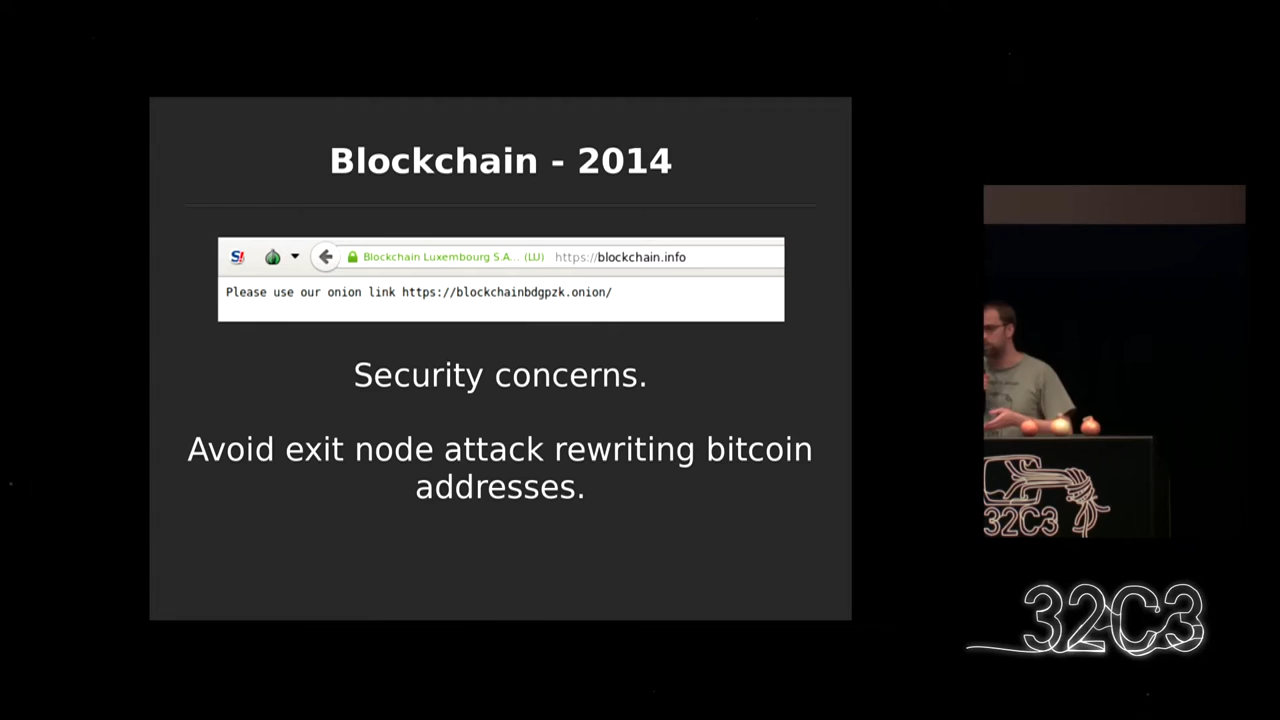 Blockchain - 2014
S!
Blockchain Luxembourg S.A... (LU) https://blockchain.info
Please use our onion link https://blockchainbdgpzk.onion/
Security concerns.
Avoid exit node attack rewriting bitcoin
addresses.
32C3
32C3